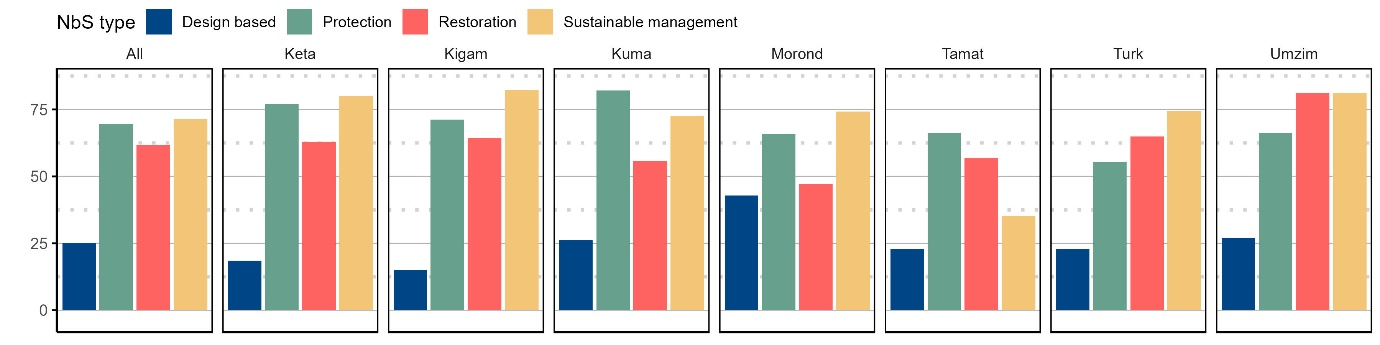 NbS type Design based Protection Restoration Sustainable management
All Keta Kigam Kuma Morond Tamat Turk Umzim
75
50
25
0